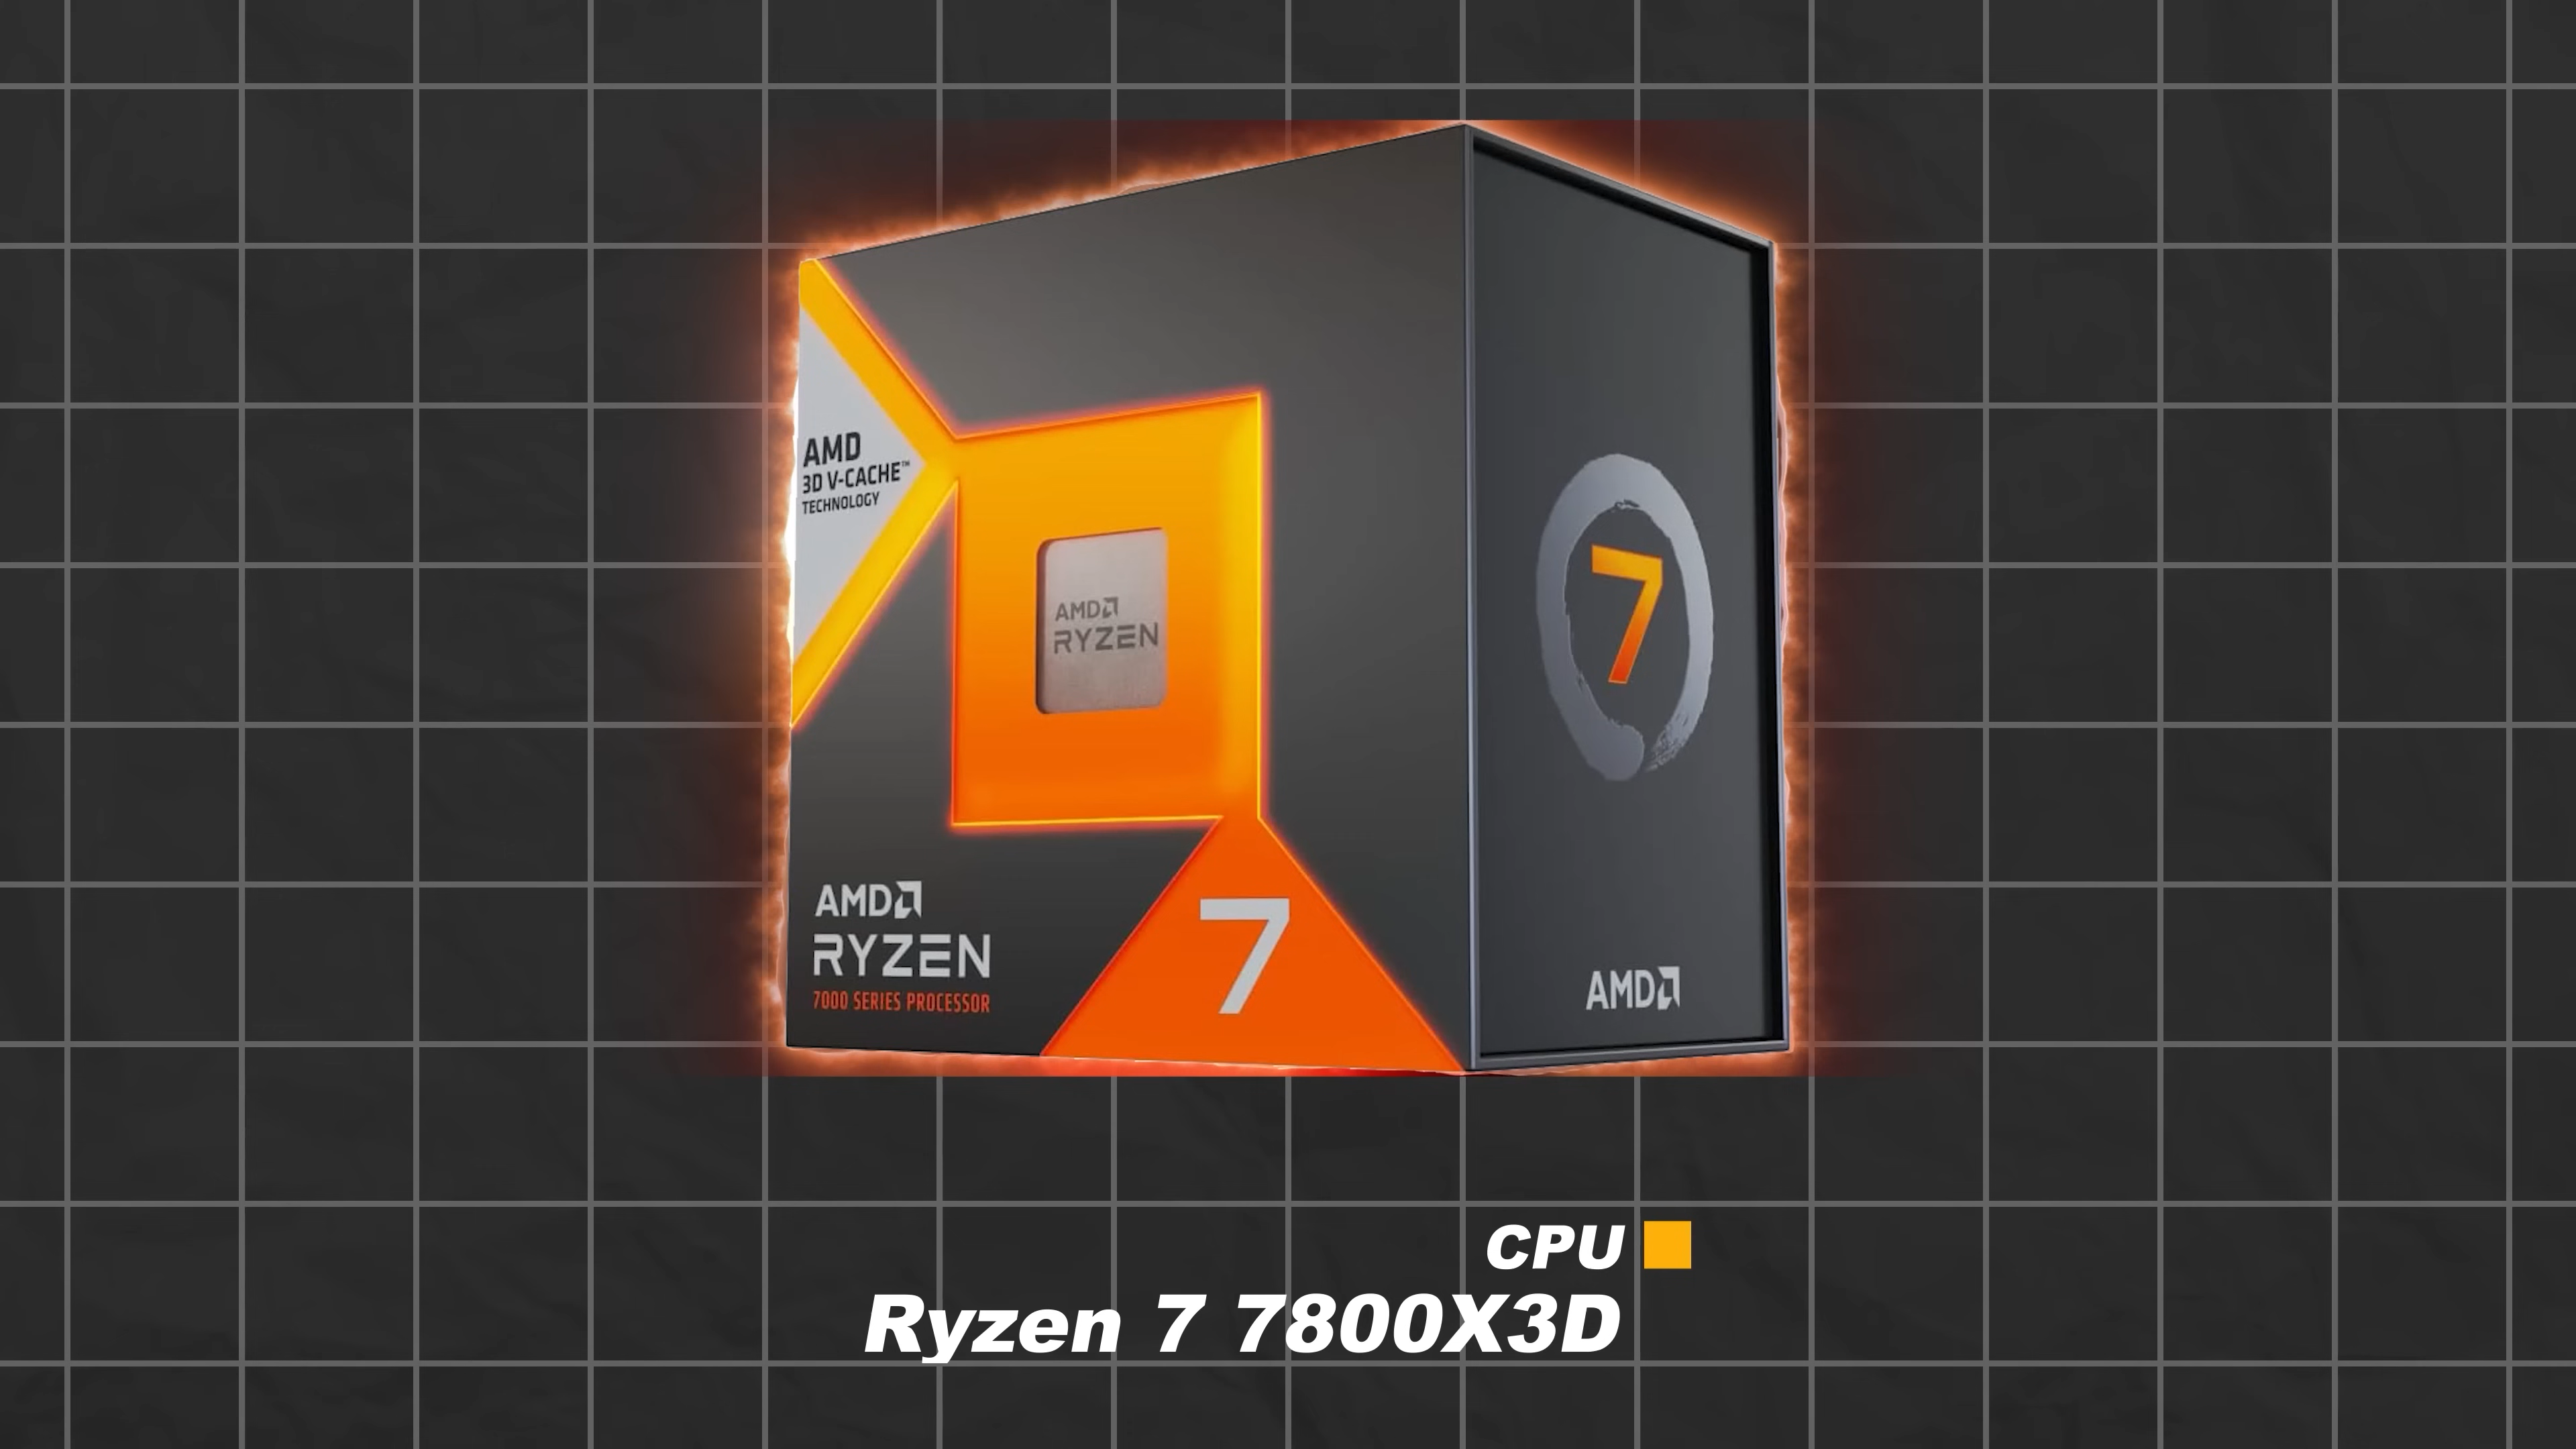 AMD
3D V-CACHE™
TECHNOLOGY
AMD
RYZEN
7
AMD
RYZEN
7000 SERIES PROCESSOR
7
AMD
CPU
Ryzen 7 7800X3D